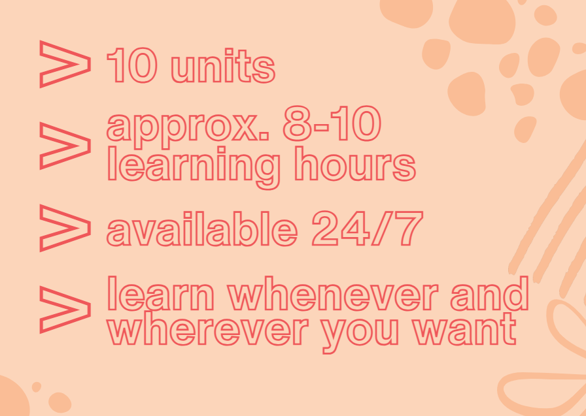 > 10 units
> approx. 8-10
learning hours
> available 24/7
> learn whenever and
wherever you want